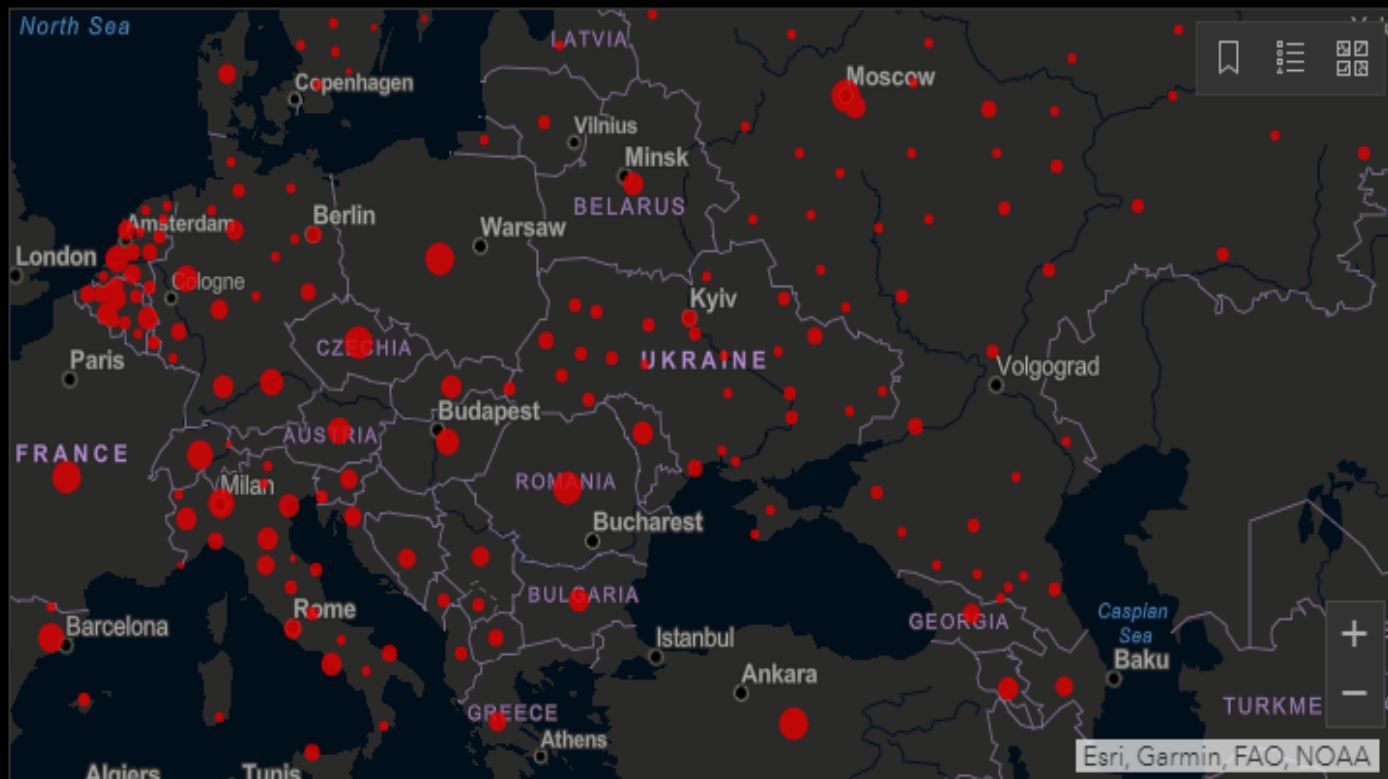 North Sea
LATVIA
Moscow
Copenhagen
Vilnius
Minsk
BELARUS
Amsterdam
Berlin
Warsaw
London
Cologne
Kyiv
CZECHIA
UKRAINE
Paris
Volgograd
Budapest
AUSTRIA
FRANCE
Milan
ROMANIA
Bucharest
BULGARIA
Rome
Barcelona
GEORGIA
Caspian
Sea
Istanbul
Baku
Ankara
TURKME
GREECE
Athens
Algiers
Tunis
Esri, Garmin, FAO, NOAA